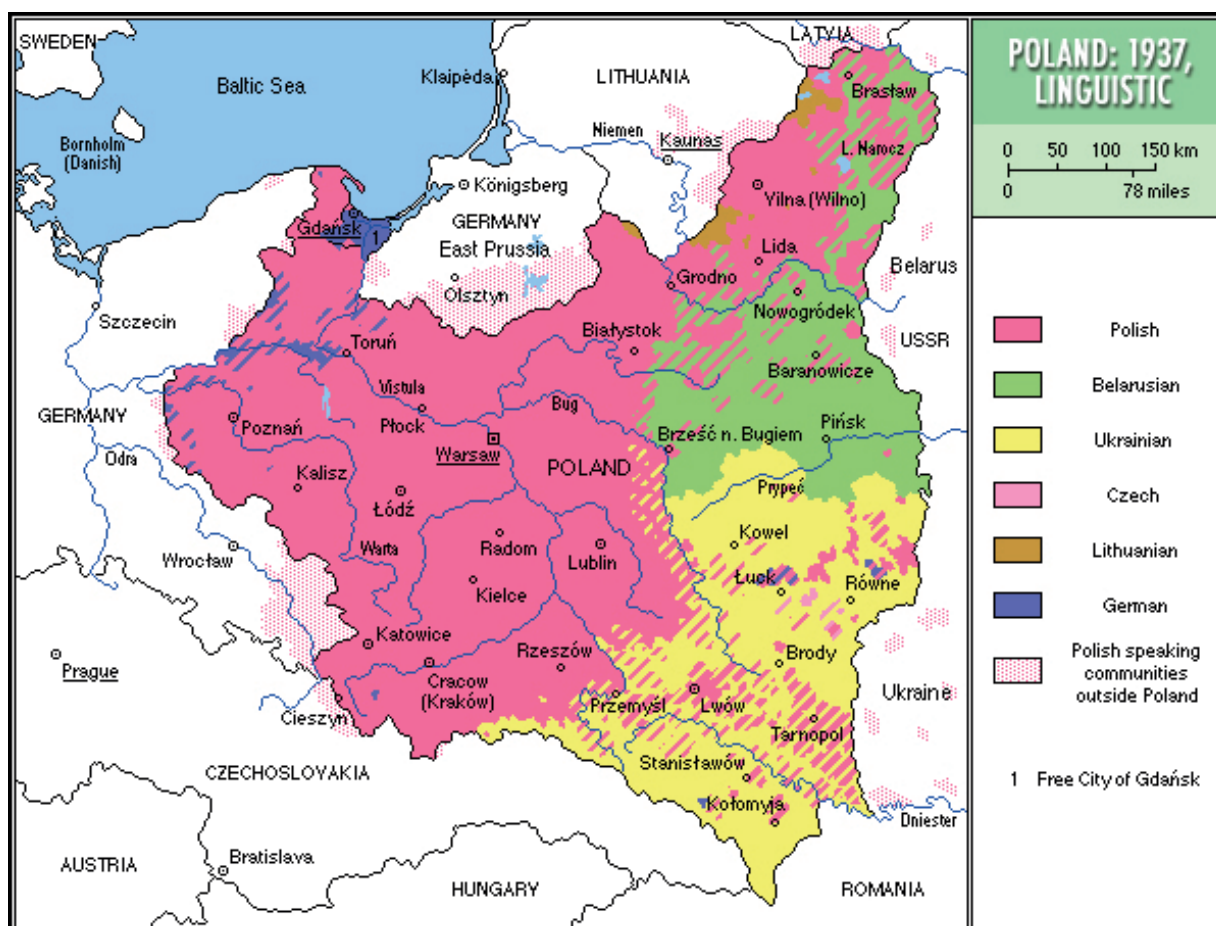 SWEDEN
Baltic Sea
Klaipėda
LITHUANIA
LATVIA
Brasław
Bornholm
(Danish)
Niemen
Kaunas
L. Narocz
Königsberg
Vilna (Wilno)
GERMANY
East Prussia
Gdańsk
1
Lida
Belarus
Olsztyn
Grodno
Szczecin
Nowogródek
Białystok
USSR
Toruń
Baranowicze
Vistula
GERMANY
Bug
Poznań
Płock
Brześć n. Bugiem
Pińsk
Odra
Warsaw
POLAND
Kalisz
Prypeć
Łódź
Kowel
Wrocław
Warta
Radom
Lublin
Łuck
Równe
Kielce
Katowice
Rzeszów
Brody
Prague
Cracow
(Kraków)
Przemyśl
Lwów
Ukraine
Cieszyn
Tarnopol
CZECHOSLOVAKIA
Stanisławów
Kołomyja
Dniester
AUSTRIA
Bratislava
HUNGARY
ROMANIA
POLAND: 1937,
LINGUISTIC
0 50 100 150 km
0 78 miles
Polish
Belarusian
Ukrainian
Czech
Lithuanian
German
Polish speaking
communities
outside Poland
1 Free City of Gdańsk